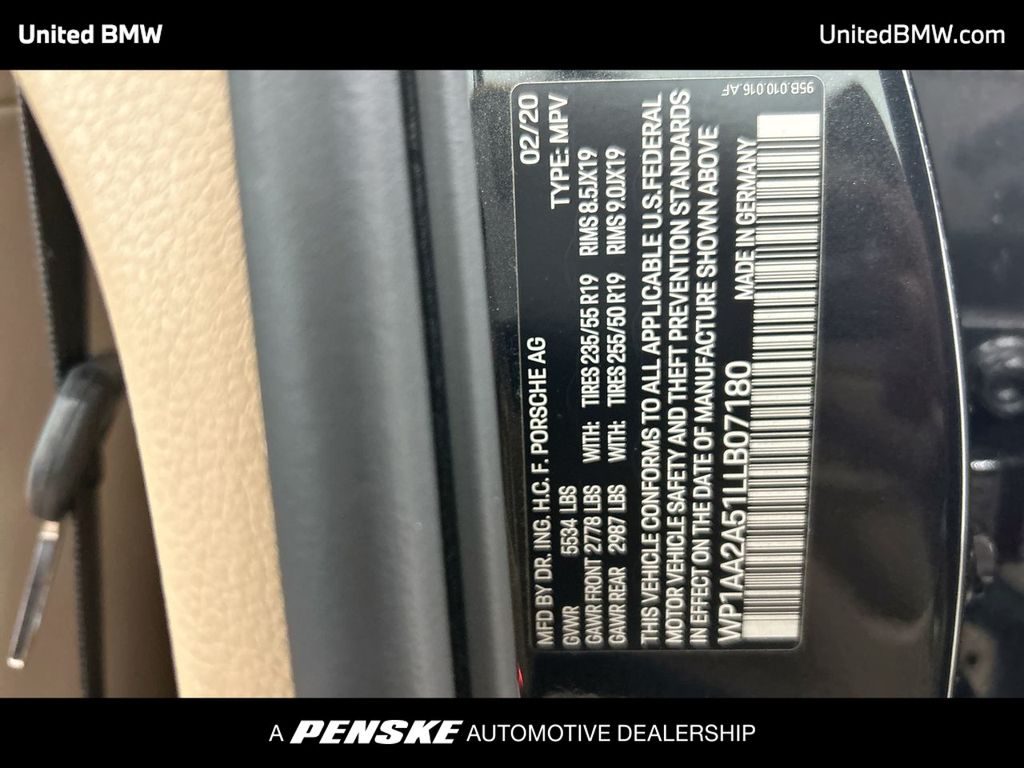 United BMW
UnitedBMW.com
MFD BY DR. ING. H.C. F. PORSCHE AG 02/20
GVWR 5534 LBS TYPE: MPV
GAWR FRONT 2778 LBS WITH: TIRES 235/55 R19 RIMS 8.5JX19
GAWR REAR 2987 LBS WITH: TIRES 255/50 R19 RIMS 9.0JX19
THIS VEHICLE CONFORMS TO ALL APPLICABLE U.S. FEDERAL
MOTOR VEHICLE SAFETY AND THEFT PREVENTION STANDARDS
IN EFFECT ON THE DATE OF MANUFACTURE SHOWN ABOVE
WP1AA2A51LLB07180 MADE IN GERMANY
95B.010.016.AF
A PENSKE AUTOMOTIVE DEALERSHIP